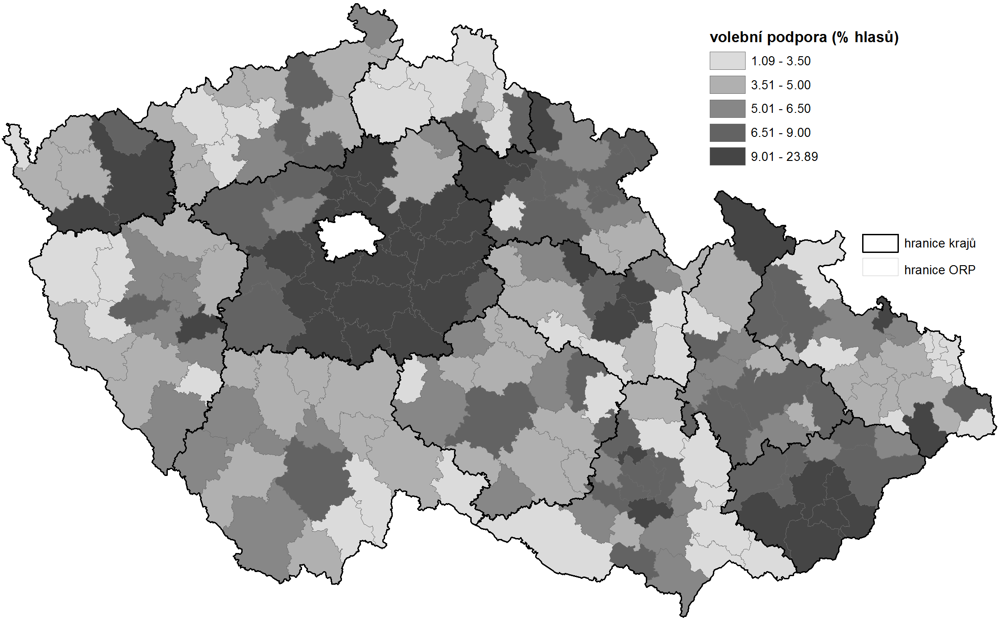 volební podpora (% hlasů)
1.09 - 3.50
3.51 - 5.00
5.01 - 6.50
6.51 - 9.00
9.01 - 23.89
hranice krajů
hranice ORP